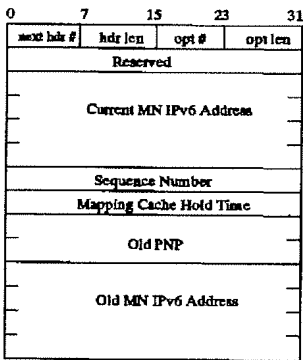 0 7 15 23 31
next hdr # hdr len opt # opt len
Reserved
Current MN IPv6 Address
Sequence Number
Mapping Cache Hold Time
Old PNP
Old MN IPv6 Address